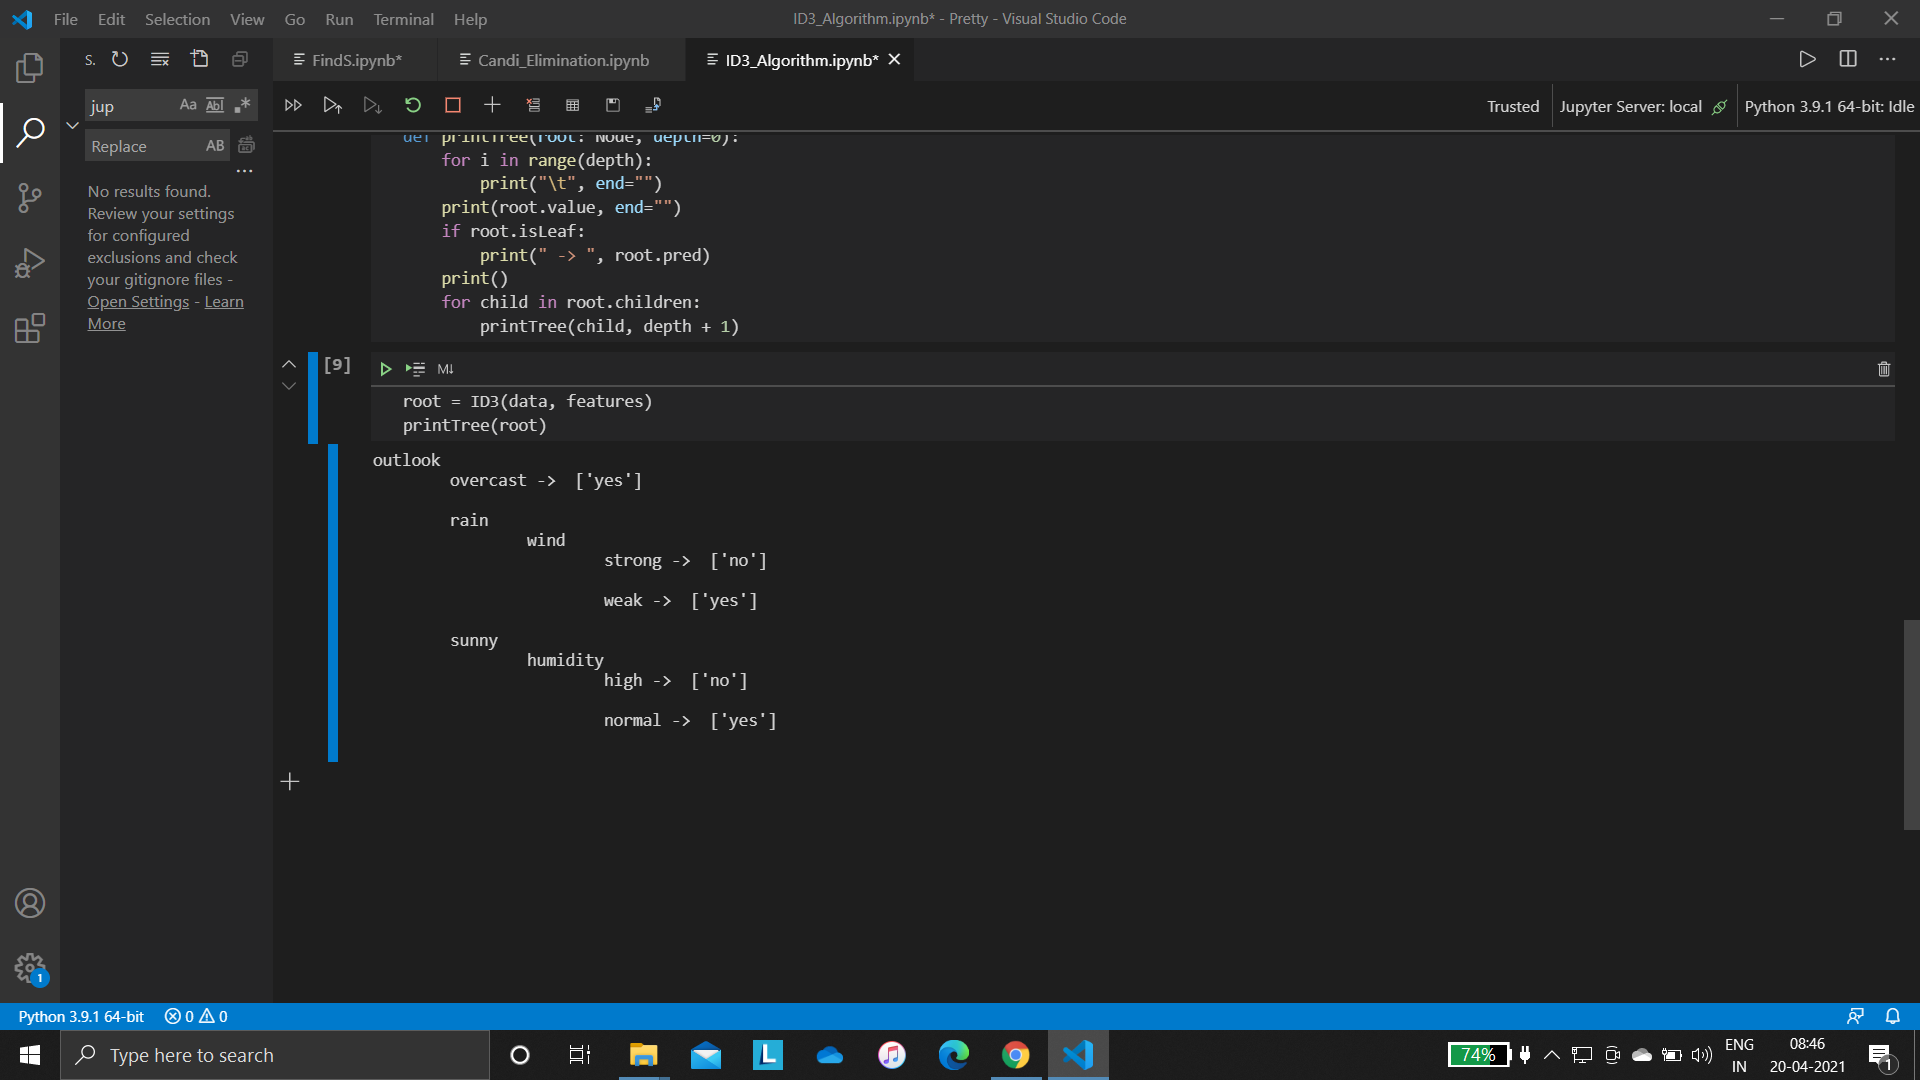 File Edit Selection View Go Run Terminal Help
ID3_Algorithm.ipynb* - Pretty - Visual Studio Code
S.
FindS.ipynb*
Candi_Elimination.ipynb
ID3_Algorithm.ipynb*
jup
Aa Abl .*
Replace
AB
...
No results found.
Review your settings
for configured
exclusions and check
your gitignore files -
Open Settings - Learn
More
Trusted
Jupyter Server: local
Python 3.9.1 64-bit: Idle
def printTree(root: Node, depth=0):
for i in range(depth):
print("\t", end="")
print(root.value, end="")
if root.isLeaf:
print(" -> ", root.pred)
print()
for child in root.children:
printTree(child, depth + 1)
[9]
M↓
root = ID3(data, features)
printTree(root)
outlook
overcast -> ['yes']
rain
wind
strong -> ['no']
weak -> ['yes']
sunny
humidity
high -> ['no']
normal -> ['yes']
1
Python 3.9.1 64-bit
0
0
Type here to search
L
74%
ENG
IN
08:46
20-04-2021
1